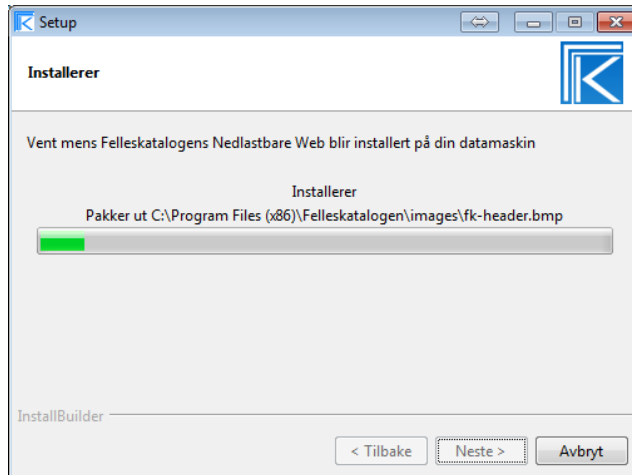 Setup
Installerer
Vent mens Felleskatalogens Nedlastbare Web blir installert på din datamaskin
Installerer
Pakker ut C:\Program Files (x86)\Felleskatalogen\images\fk-header.bmp
InstallBuilder
< Tilbake
Neste >
Avbryt